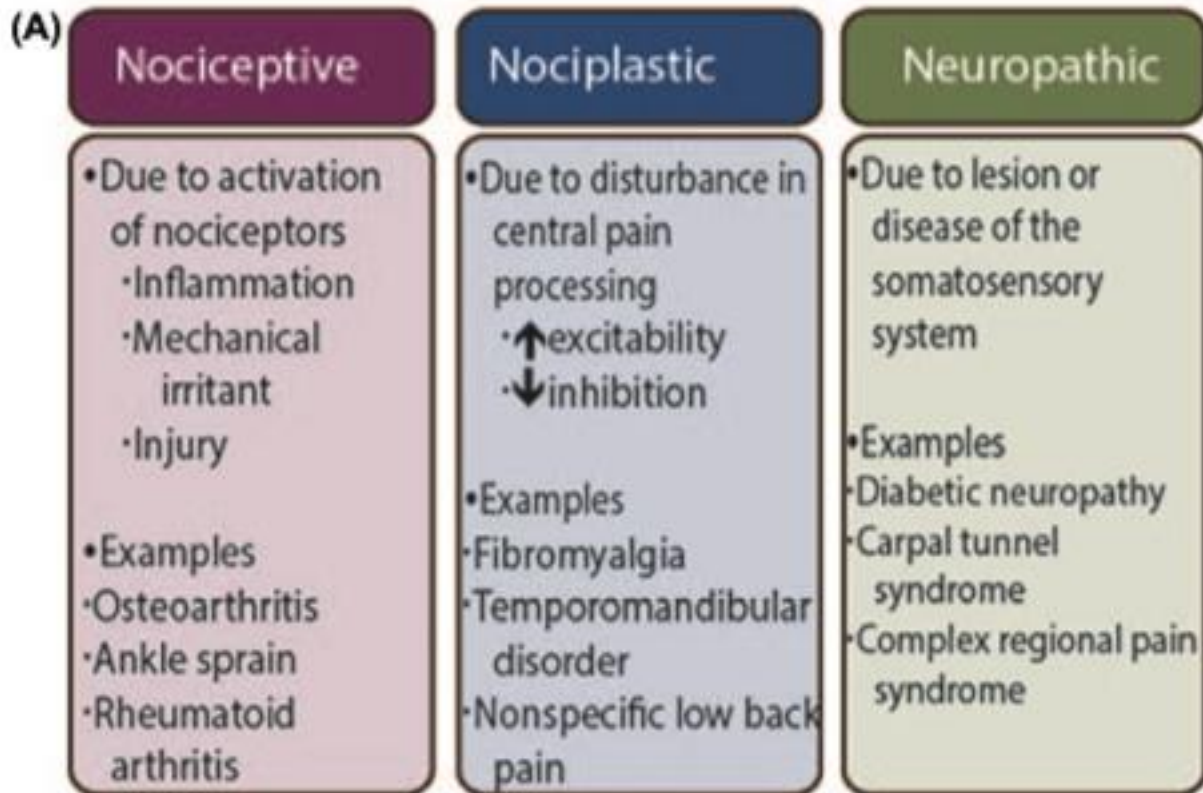 (A)
Nociceptive
•Due to activation
of nociceptors
·Inflammation
·Mechanical
irritant
·Injury
•Examples
·Osteoarthritis
·Ankle sprain
·Rheumatoid
arthritis
Nociplastic
•Due to disturbance in
central pain
processing
·↑excitability
·↓inhibition
•Examples
·Fibromyalgia
·Temporomandibular
disorder
·Nonspecific low back
pain
Neuropathic
•Due to lesion or
disease of the
somatosensory
system
•Examples
·Diabetic neuropathy
·Carpal tunnel
syndrome
·Complex regional pain
syndrome